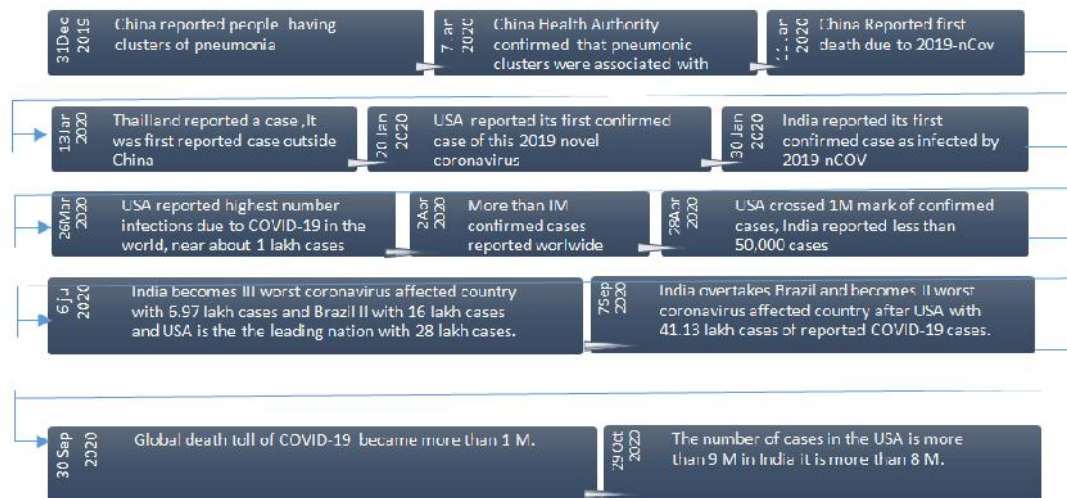 31Dec
2019
China reported people having
clusters of pneumonia
7Jan
2020
China Health Authority
confirmed that pneumonic
clusters were associated with
2020
China Reported first
death due to 2019-nCov
13Jan
2020
Thailland reported a case ,It
was first reported case outside
China
20 Jan
2020
USA reported its first confirmed
case of this 2019 novel
coronavirus
30 Jan
2020
India reported its first
confirmed case as infected by
2019 nCOV
26Mar
2020
USA reported highest number
infections due to COVID-19 in the
world, near about 1 lakh cases
2Apr
2020
More than IM
confirmed cases
reported worlwide
28Apr
2020
USA crossed 1M mark of confirmed
cases, India reported less than
50,000 cases
6 Ju
2020
India becomes III worst coronavirus affected country
with 6.97 lakh cases and Brazil II with 16 lakh cases
and USA is the the leading nation with 28 lakh cases.
7Sep
2020
India overtakes Brazil and becomes II worst
coronavirus affected country after USA with
41.13 lakh cases of reported COVID-19 cases.
30 Sep
2020
Global death toll of COVID-19 became more than 1 M.
29 Oct
2020
The number of cases in the USA is more
than 9 M in India it is more than 8 M.